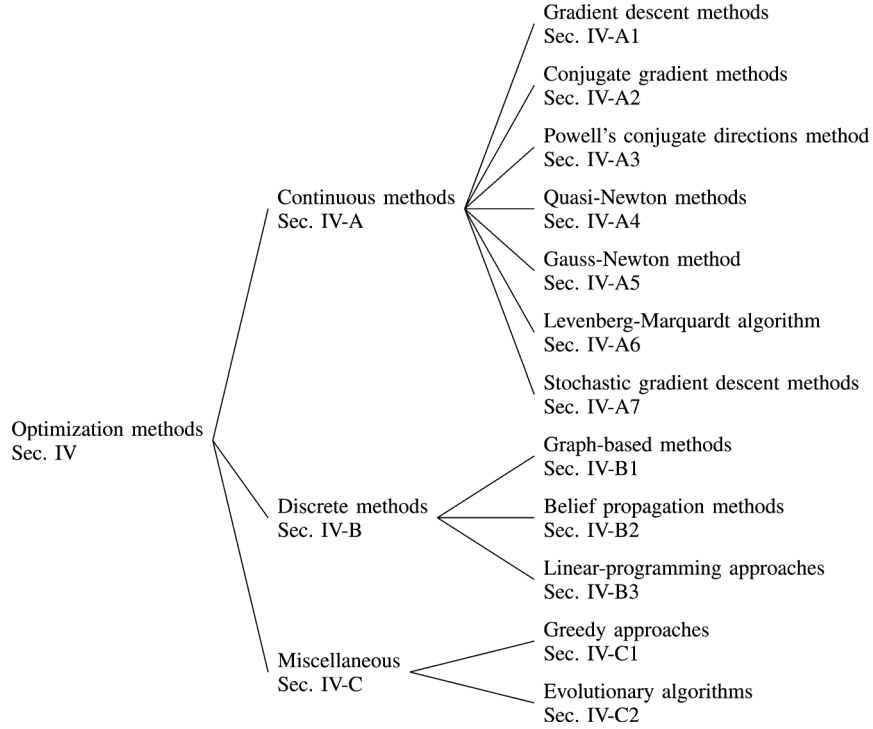 Gradient descent methods
Sec. IV-A1
Conjugate gradient methods
Sec. IV-A2
Powell's conjugate directions method
Sec. IV-A3
Continuous methods
Sec. IV-A
Quasi-Newton methods
Sec. IV-A4
Gauss-Newton method
Sec. IV-A5
Levenberg-Marquardt algorithm
Sec. IV-A6
Stochastic gradient descent methods
Sec. IV-A7
Optimization methods
Sec. IV
Graph-based methods
Sec. IV-B1
Discrete methods
Sec. IV-B
Belief propagation methods
Sec. IV-B2
Linear-programming approaches
Sec. IV-B3
Miscellaneous
Sec. IV-C
Greedy approaches
Sec. IV-C1
Evolutionary algorithms
Sec. IV-C2